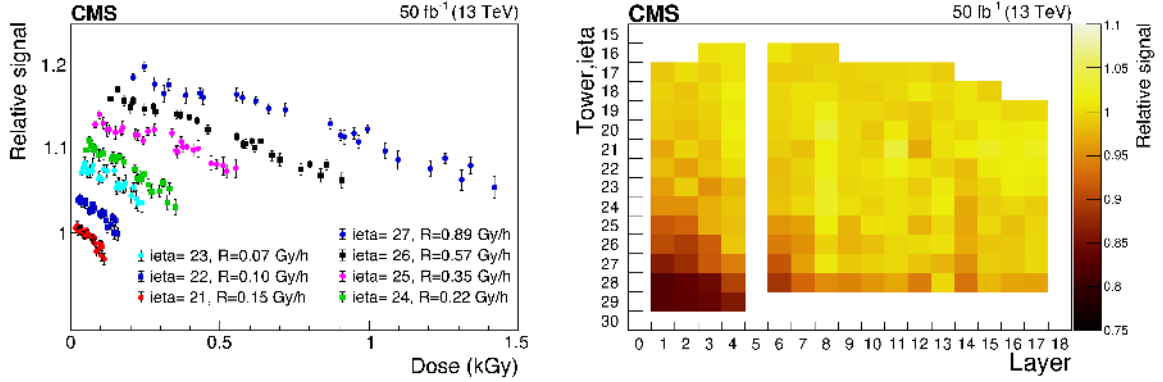 CMS 50 fb-1 (13 TeV)
Relative signal
1.2
1.1
1
ieta= 27, R=0.89 Gy/h
ieta= 23, R=0.07 Gy/h ieta= 26, R=0.57 Gy/h
ieta= 22, R=0.10 Gy/h ieta= 25, R=0.35 Gy/h
ieta= 21, R=0.15 Gy/h ieta= 24, R=0.22 Gy/h
0 0.5 1 1.5
Dose (kGy)
CMS 50 fb-1 (13 TeV)
Tower,ieta
15
16
17
18
19
20
21
22
23
24
25
26
27
28
29
30
0 1 2 3 4 5 6 7 8 9 10 11 12 13 14 15 16 17 18
Layer
1.1
1.05
1
0.95
0.9
0.85
0.8
0.75
Relative signal